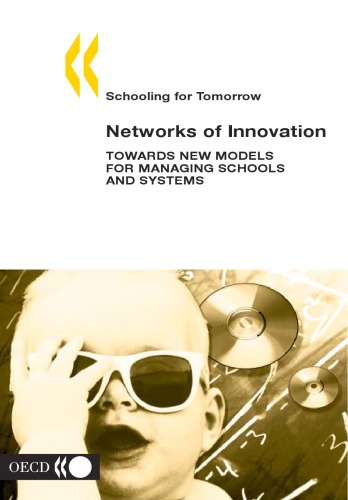 Schooling for Tomorrow
Networks of Innovation
TOWARDS NEW MODELS
FOR MANAGING SCHOOLS
AND SYSTEMS
OECD